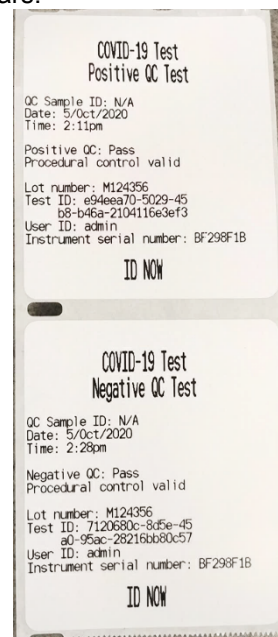 are.
COVID-19 Test
Positive QC Test
QC Sample ID: N/A
Date: 5/Oct/2020
Time: 2:11pm
Positive QC: Pass
Procedural control valid
Lot number: M124356
Test ID: e94eea70-5029-45
b8-b46a-2104116e3ef3
User ID: admin
Instrument serial number: BF298F1B
ID NOW
COVID-19 Test
Negative QC Test
QC Sample ID: N/A
Date: 5/Oct/2020
Time: 2:28pm
Negative QC: Pass
Procedural control valid
Lot number: M124356
Test ID: 7120680c-8d5e-45
a0-95ac-28216bb80c57
User ID: admin
Instrument serial number: BF298F1B
ID NOW